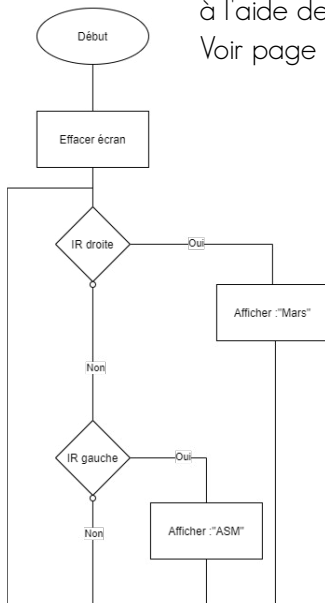 à l'aide de
Voir page
Début
Effacer écran
IR droite
Oui
Afficher :"Mars"
Non
IR gauche
Oui
Afficher :"ASM"
Non